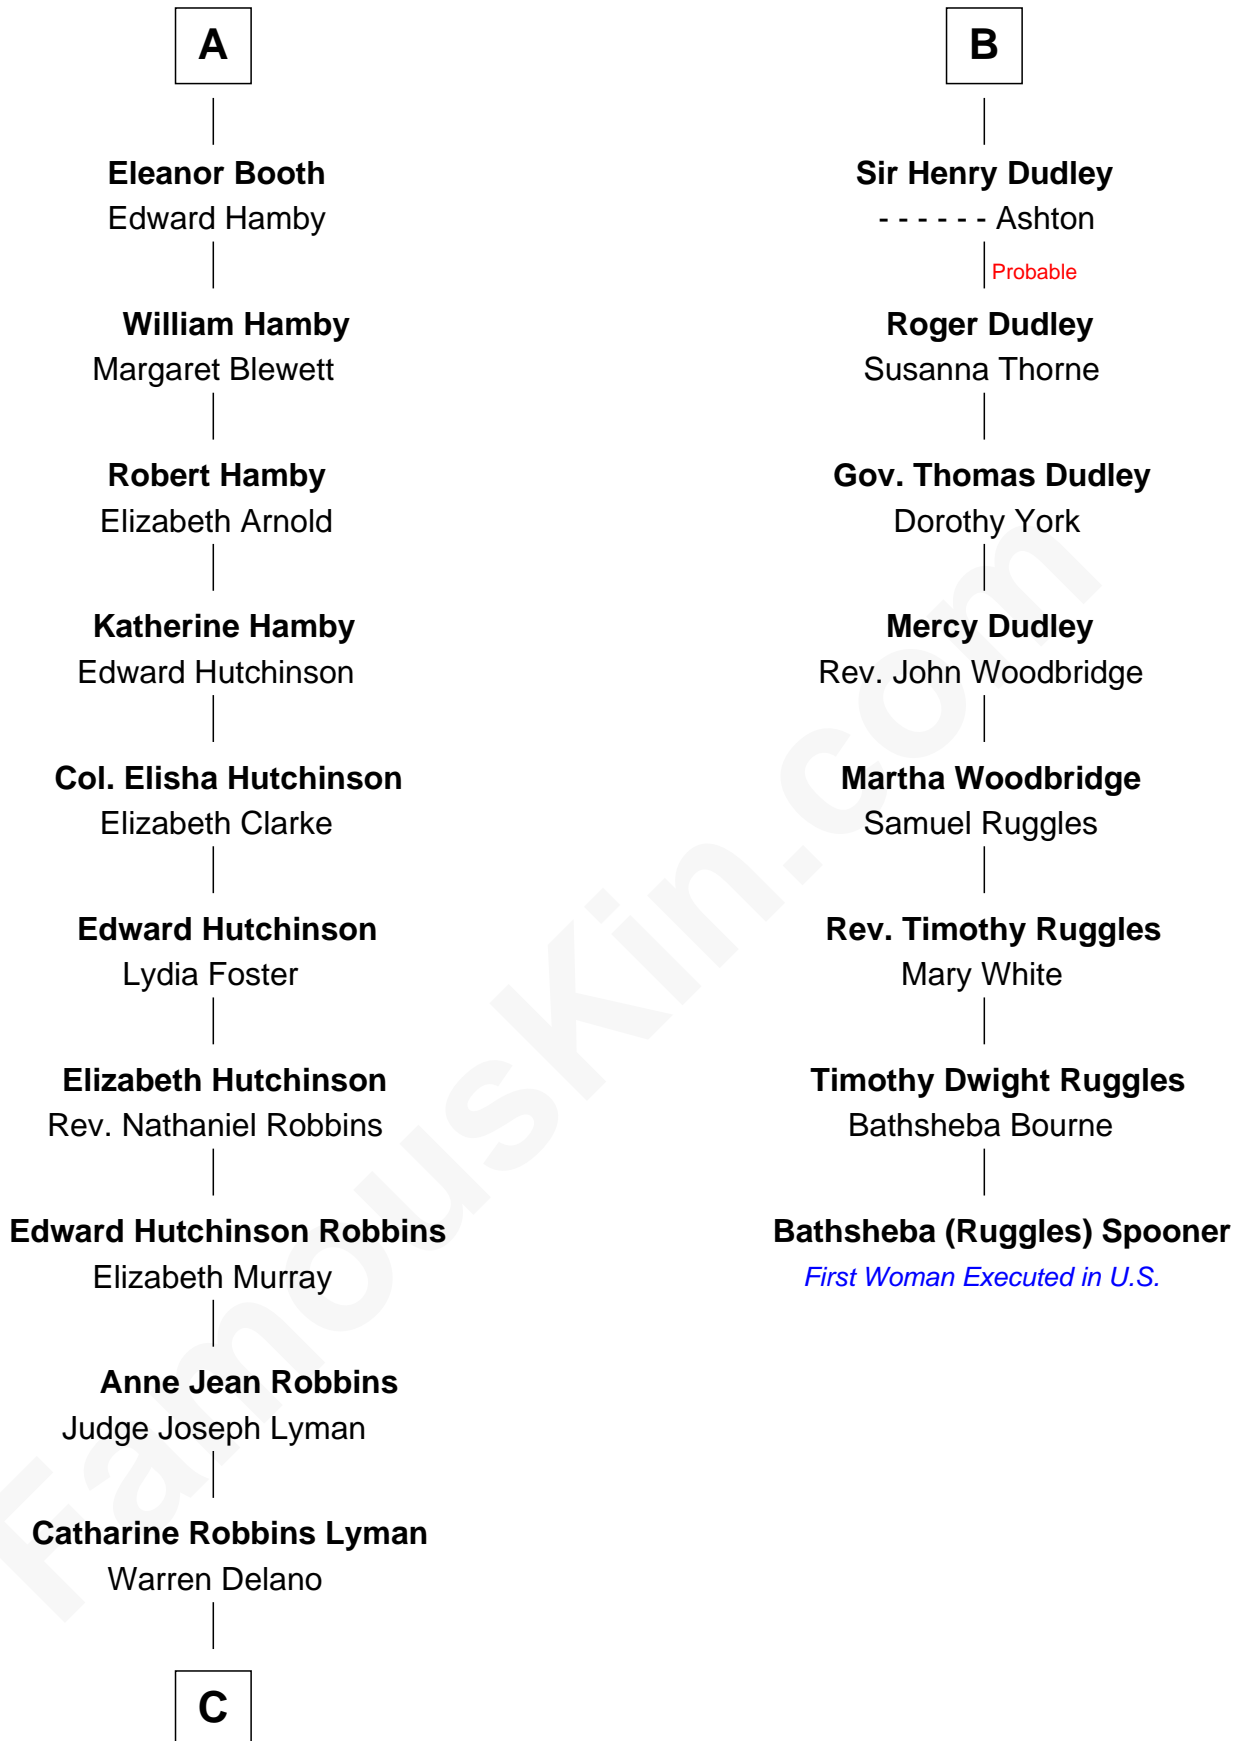 A
Eleanor Booth
Edward Hamby
William Hamby
Margaret Blewett
Robert Hamby
Elizabeth Arnold
Katherine Hamby
Edward Hutchinson
Col. Elisha Hutchinson
Elizabeth Clarke
Edward Hutchinson
Lydia Foster
Elizabeth Hutchinson
Rev. Nathaniel Robbins
Edward Hutchinson Robbins
Elizabeth Murray
Anne Jean Robbins
Judge Joseph Lyman
Catharine Robbins Lyman
Warren Delano
C
B
Sir Henry Dudley
- - - - - - Ashton
Probable
Roger Dudley
Susanna Thorne
Gov. Thomas Dudley
Dorothy York
Mercy Dudley
Rev. John Woodbridge
Martha Woodbridge
Samuel Ruggles
Rev. Timothy Ruggles
Mary White
Timothy Dwight Ruggles
Bathsheba Bourne
Bathsheba (Ruggles) Spooner
First Woman Executed in U.S.
FamousKin.com